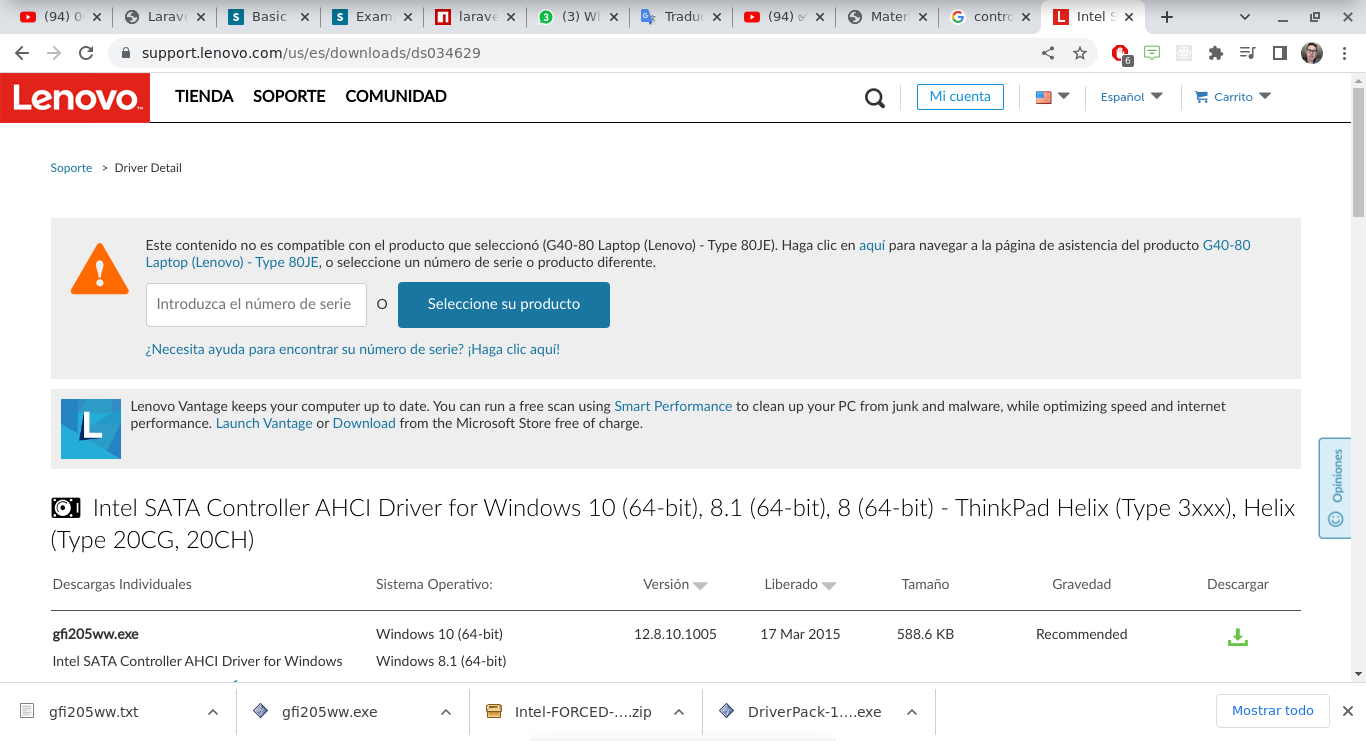 (94) 0
Larave
Basic
Examp
larave
(3) Wh
Traduc
(94)
Mater
contro
Intel S
support.lenovo.com/us/es/downloads/ds034629
6
Lenovo™
TIENDA SOPORTE COMUNIDAD
Mi cuenta
Español
Carrito
Soporte > Driver Detail
Este contenido no es compatible con el producto que seleccionó (G40-80 Laptop (Lenovo) - Type 80JE). Haga clic en aquí para navegar a la página de asistencia del producto G40-80
Laptop (Lenovo) - Type 80JE, o seleccione un número de serie o producto diferente.
Introduzca el número de serie O Seleccione su producto
¿Necesita ayuda para encontrar su número de serie? ¡Haga clic aquí!
L
Lenovo Vantage keeps your computer up to date. You can run a free scan using Smart Performance to clean up your PC from junk and malware, while optimizing speed and internet
performance. Launch Vantage or Download from the Microsoft Store free of charge.
Opiniones
Intel SATA Controller AHCI Driver for Windows 10 (64-bit), 8.1 (64-bit), 8 (64-bit) - ThinkPad Helix (Type 3xxx), Helix
(Type 20CG, 20CH)
Descargas Individuales Sistema Operativo: Versión Liberado Tamaño Gravedad Descargar
gfi205ww.exe Windows 10 (64-bit) 12.8.10.1005 17 Mar 2015 588.6 KB Recommended
Intel SATA Controller AHCI Driver for Windows Windows 8.1 (64-bit)
gfi205ww.txt
gfi205ww.exe
Intel-FORCED-....zip
DriverPack-1....exe
Mostrar todo